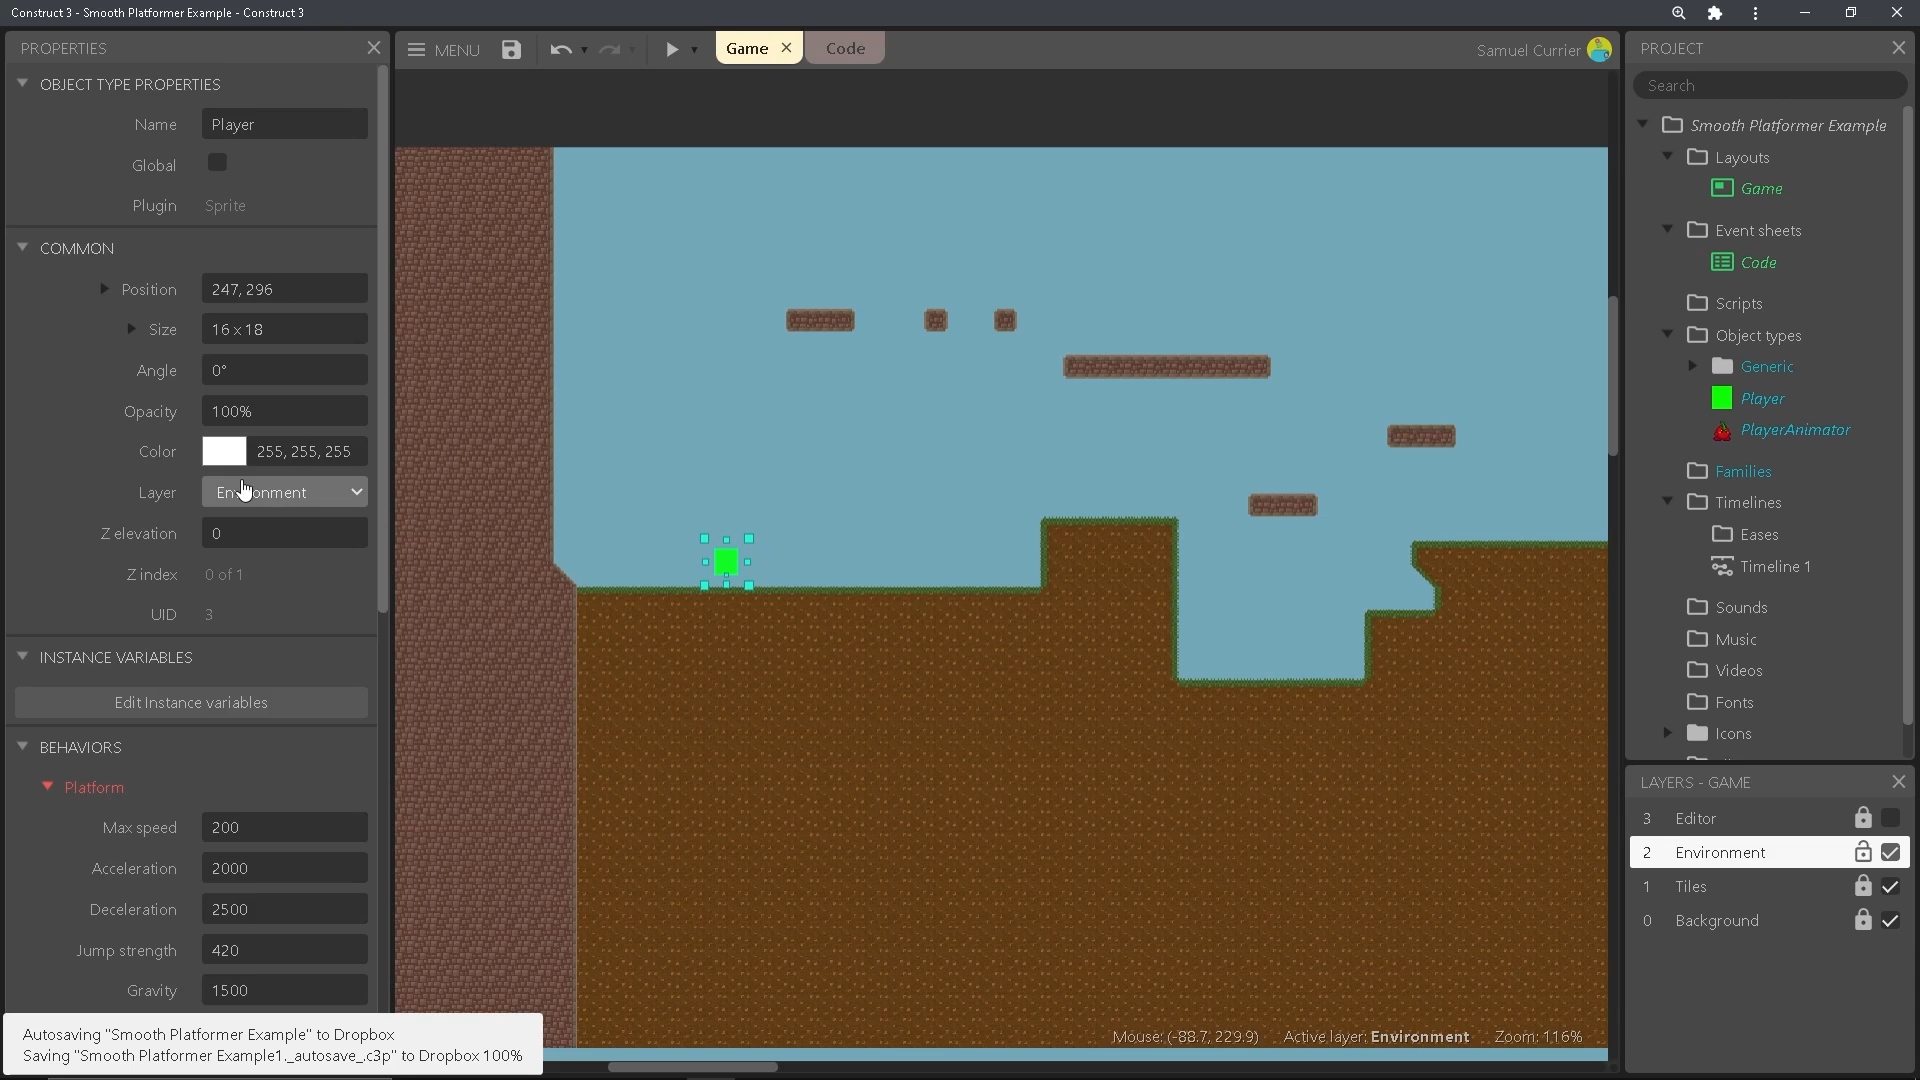 Construct 3 - Smooth Platformer Example - Construct 3
PROPERTIES
OBJECT TYPE PROPERTIES
Name Player
Global
Plugin Sprite
COMMON
Position 247, 296
Size 16 x 18
Angle 0°
Opacity 100%
Color 255, 255, 255
Layer
Z elevation 0
Z index 0 of 1
UID 3
INSTANCE VARIABLES
Edit Instance variables
BEHAVIORS
Platform
Max speed 200
Acceleration 2000
Deceleration 2500
Jump strength 420
Gravity 1500
Autosaving "Smooth Platformer Example" to Dropbox
Saving "Smooth Platformer Example1._autosave_.c3p" to Dropbox 100%
MENU
Game
Code
Samuel Currier
Mouse: (-88.7, 229.9) Active layer: Environment Zoom: 116%
PROJECT
Search
Smooth Platformer Example
Layouts
Game
Event sheets
Code
Scripts
Object types
Generic
Player
PlayerAnimator
Families
Timelines
Eases
Timeline 1
Sounds
Music
Videos
Fonts
Icons
LAYERS - GAME
3 Editor
2 Environment
1 Tiles
0 Background